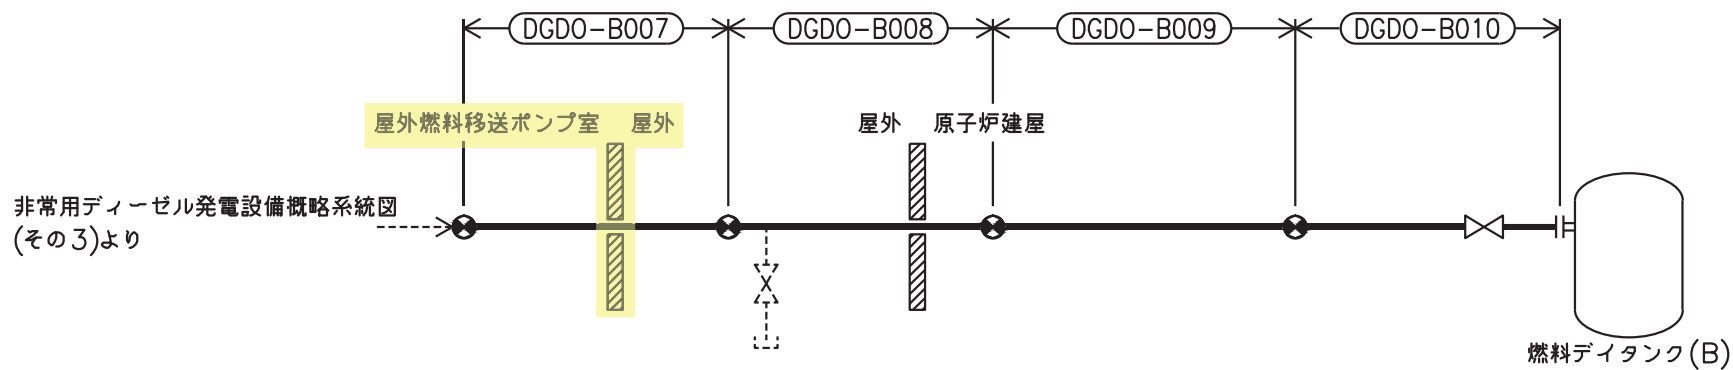 DGDO-B007
DGDO-B008
DGDO-B009
DGDO-B010
屋外燃料移送ポンプ室 屋外
屋外 原子炉建屋
非常用ディーゼル発電設備概略系統図
(その3)より
燃料デイタンク(B)